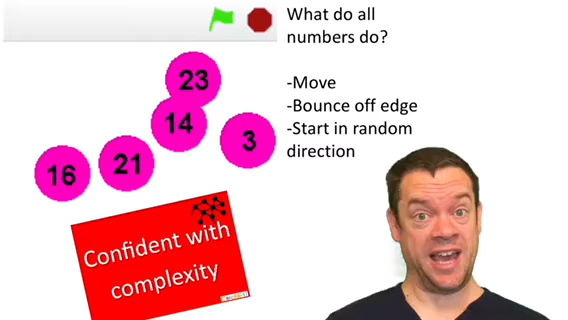 What do all
numbers do?
-Move
-Bounce off edge
-Start in random
direction
23
14
3
21
16
Confident with
complexity